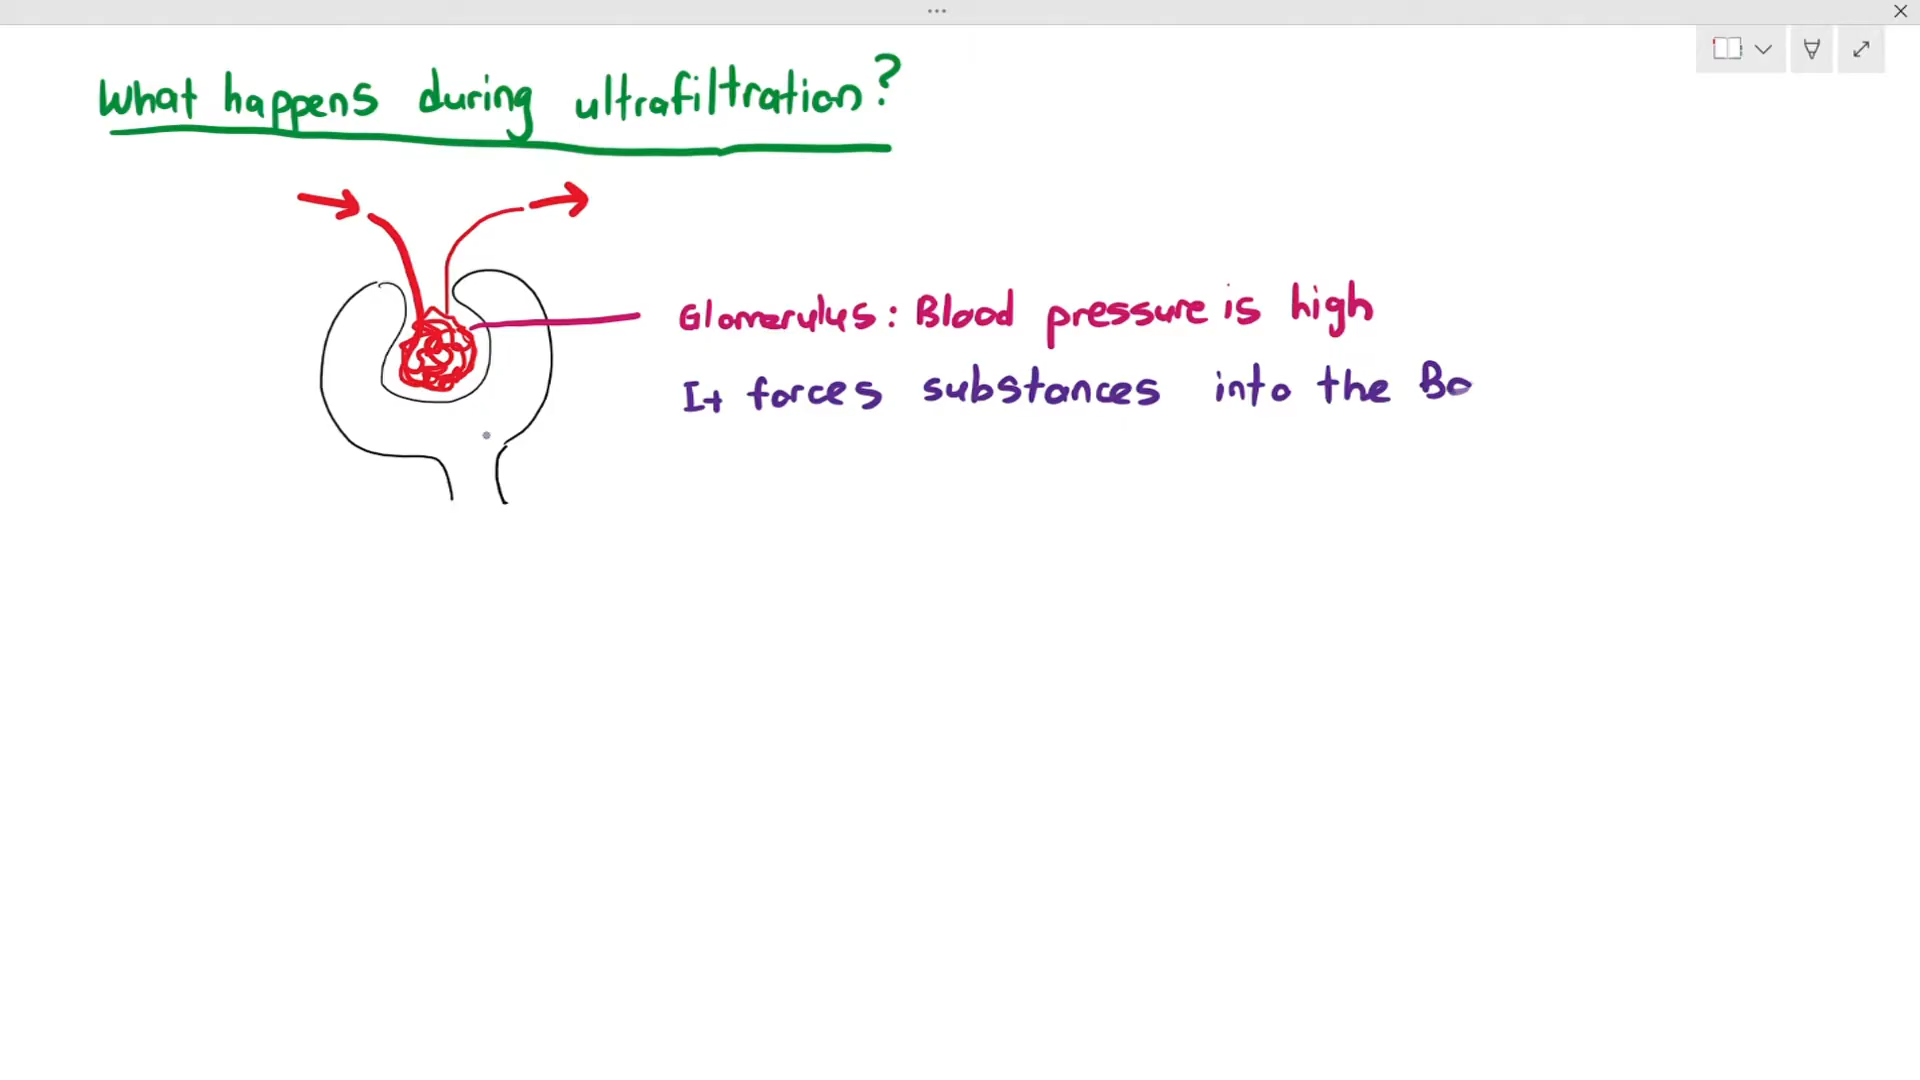 What happens during ultrafiltration?
Glomerulus: Blood pressure is high
It forces substances into the Bo